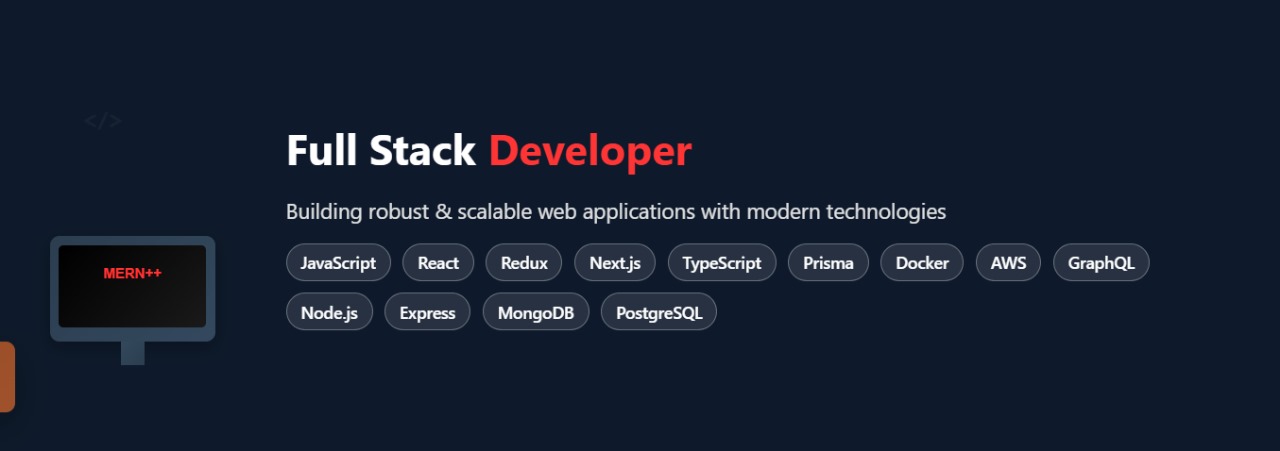 </>
Full Stack Developer
Building robust & scalable web applications with modern technologies
MERN++
JavaScript React Redux Next.js TypeScript Prisma Docker AWS GraphQL
Node.js Express MongoDB PostgreSQL